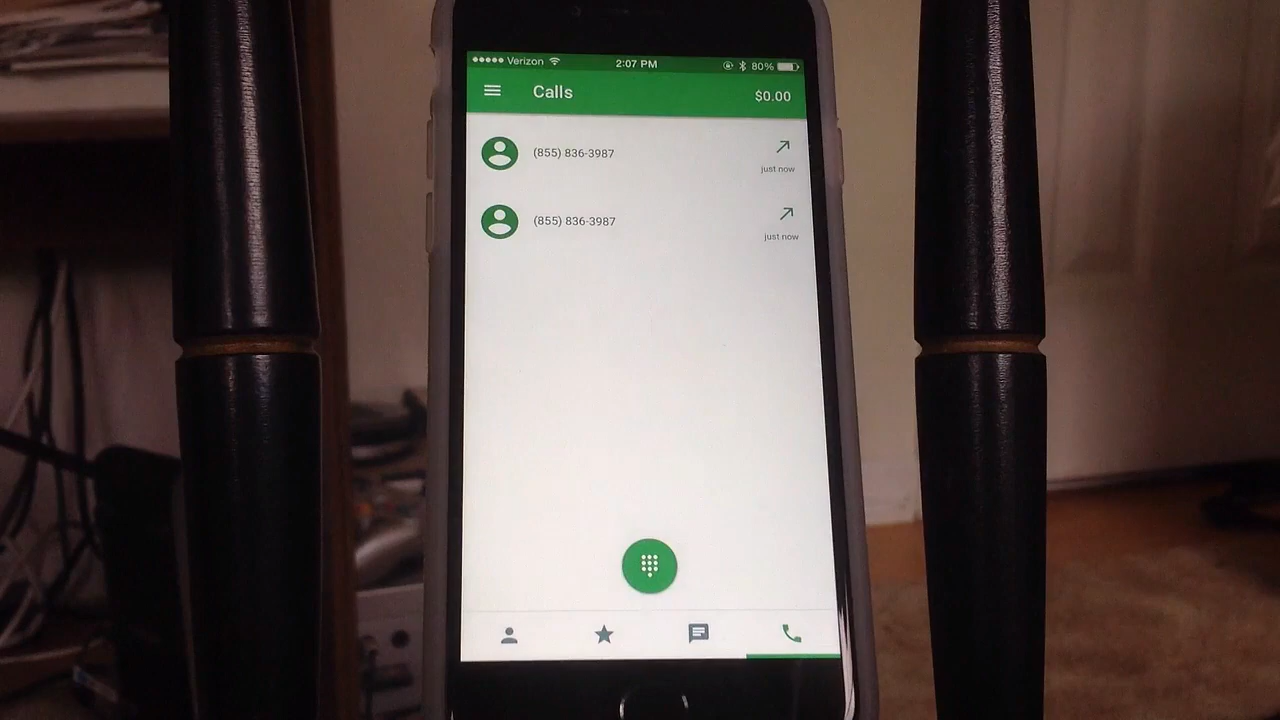 Verizon 2:07 PM 80%
Calls $0.00
(855) 836-3987
just now
(855) 836-3987
just now